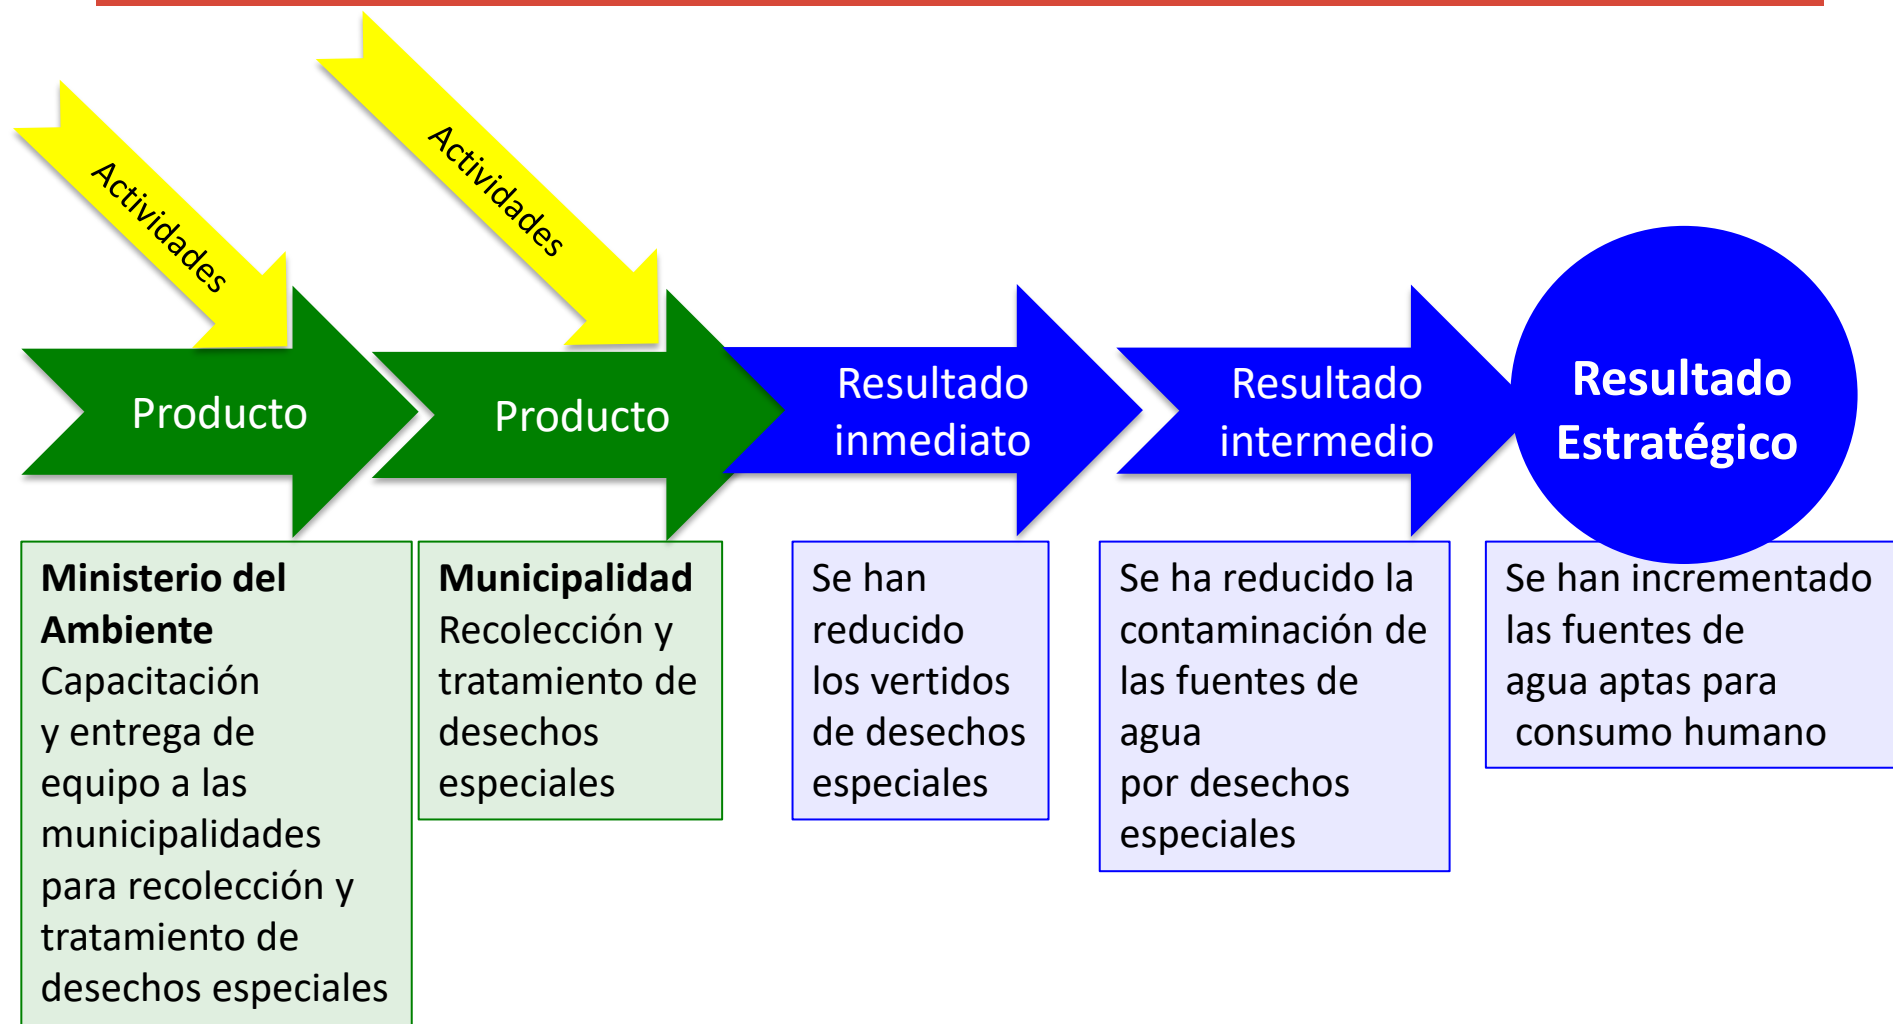 Actividades
Actividades
Producto
Producto
Resultado
inmediato
Resultado
intermedio
Resultado
Estratégico
Ministerio del
Ambiente
Capacitación
y entrega de
equipo a las
municipalidades
para recolección y
tratamiento de
desechos especiales
Municipalidad
Recolección y
tratamiento de
desechos
especiales
Se han
reducido
los vertidos
de desechos
especiales
Se ha reducido la
contaminación de
las fuentes de
agua
por desechos
especiales
Se han incrementado
las fuentes de
agua aptas para
consumo humano